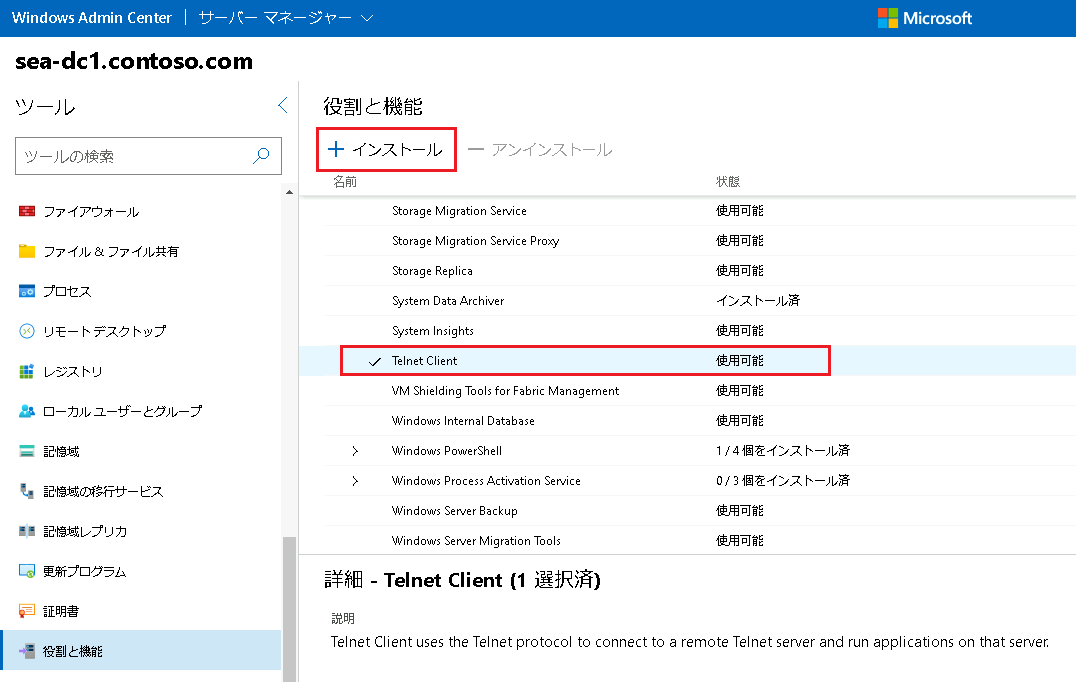 Windows Admin Center サーバー マネージャー Microsoft
sea-dc1.contoso.com
ツール
ツールの検索
ファイアウォール
ファイル & ファイル共有
プロセス
リモート デスクトップ
レジストリ
ローカル ユーザーとグループ
記憶域
記憶域の移行サービス
記憶域レプリカ
更新プログラム
証明書
役割と機能
役割と機能
インストール アンインストール
名前 状態
Storage Migration Service 使用可能
Storage Migration Service Proxy 使用可能
Storage Replica 使用可能
System Data Archiver インストール済
System Insights 使用可能
Telnet Client 使用可能
VM Shielding Tools for Fabric Management 使用可能
Windows Internal Database 使用可能
Windows PowerShell 1 / 4 個をインストール済
Windows Process Activation Service 0 / 3 個をインストール済
Windows Server Backup 使用可能
Windows Server Migration Tools 使用可能
詳細 - Telnet Client (1 選択済)
説明
Telnet Client uses the Telnet protocol to connect to a remote Telnet server and run applications on that server.